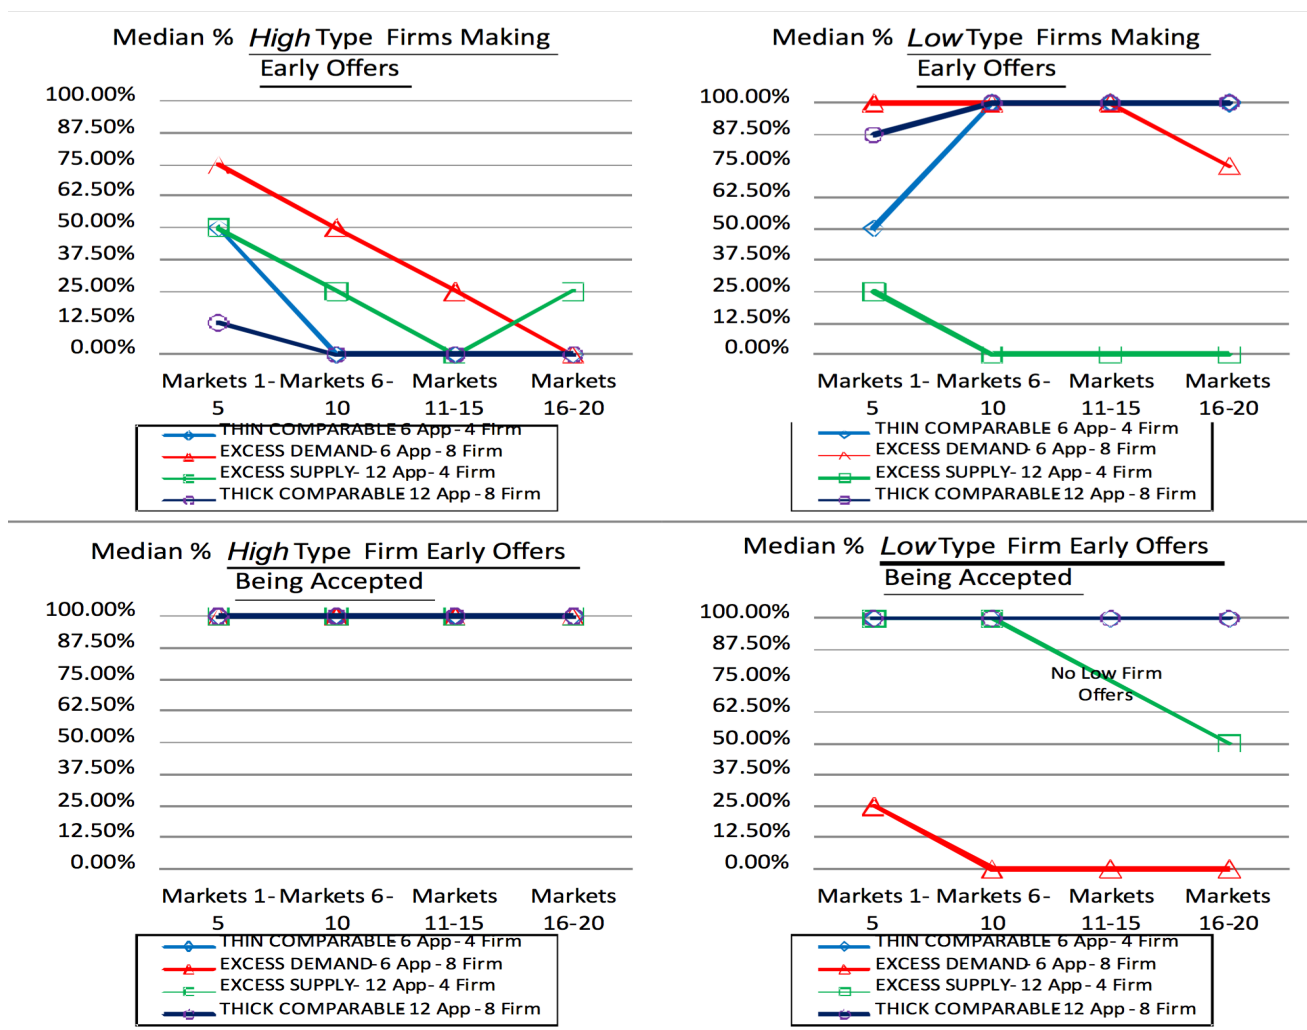 Median % High Type Firms Making
Early Offers
100.00%
87.50%
75.00%
62.50%
50.00%
37.50%
25.00%
12.50%
0.00%
Markets 1-5
Markets 6-10
Markets 11-15
Markets 16-20
THIN COMPARABLE 6 App - 4 Firm
EXCESS DEMAND- 6 App - 8 Firm
EXCESS SUPPLY- 12 App - 4 Firm
THICK COMPARABLE 12 App - 8 Firm
Median % Low Type Firms Making
Early Offers
100.00%
87.50%
75.00%
62.50%
50.00%
37.50%
25.00%
12.50%
0.00%
Markets 1-5
Markets 6-10
Markets 11-15
Markets 16-20
THIN COMPARABLE 6 App - 4 Firm
EXCESS DEMAND- 6 App - 8 Firm
EXCESS SUPPLY- 12 App - 4 Firm
THICK COMPARABLE 12 App - 8 Firm
Median % High Type Firm Early Offers
Being Accepted
100.00%
87.50%
75.00%
62.50%
50.00%
37.50%
25.00%
12.50%
0.00%
Markets 1-5
Markets 6-10
Markets 11-15
Markets 16-20
THIN COMPARABLE 6 App - 4 Firm
EXCESS DEMAND- 6 App - 8 Firm
EXCESS SUPPLY- 12 App - 4 Firm
THICK COMPARABLE 12 App - 8 Firm
Median % Low Type Firm Early Offers
Being Accepted
100.00%
87.50%
75.00%
62.50%
50.00%
37.50%
25.00%
12.50%
0.00%
No Low Firm
Offers
Markets 1-5
Markets 6-10
Markets 11-15
Markets 16-20
THIN COMPARABLE 6 App - 4 Firm
EXCESS DEMAND- 6 App - 8 Firm
EXCESS SUPPLY- 12 App - 4 Firm
THICK COMPARABLE 12 App - 8 Firm